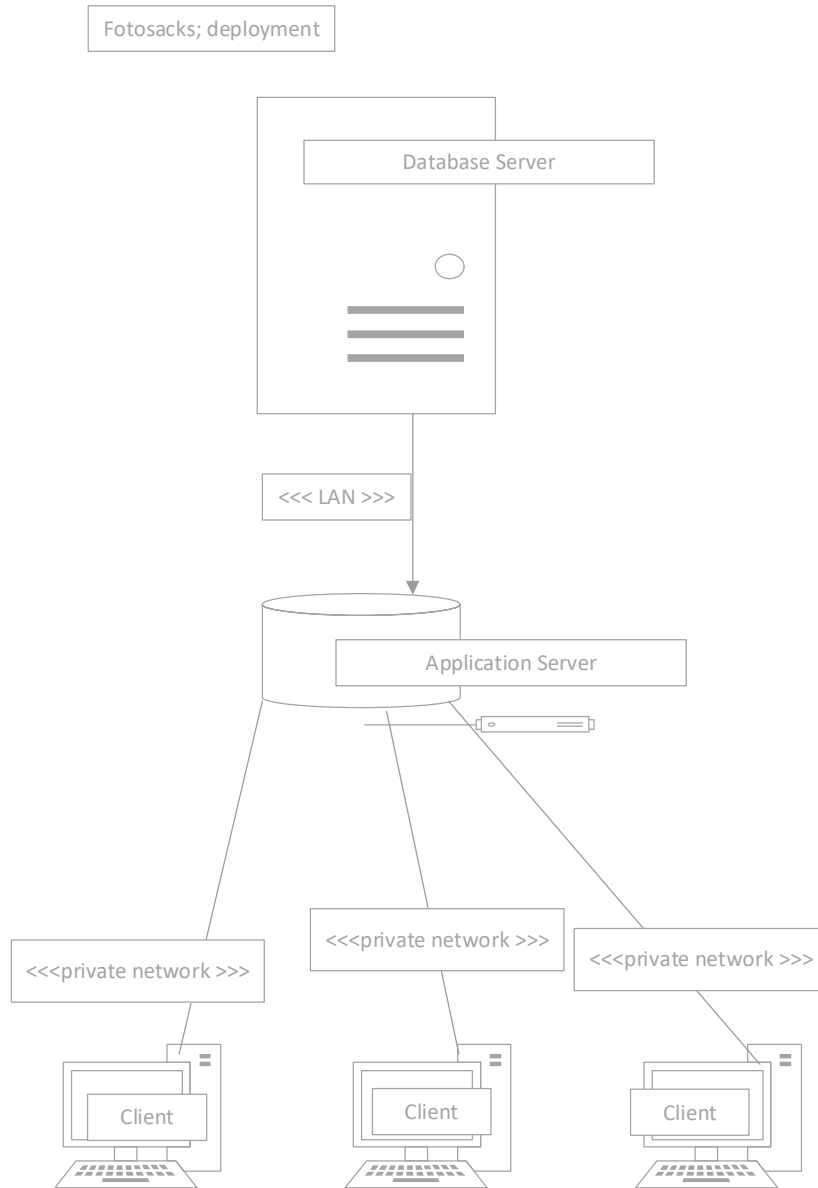 Fotosacks; deployment
Database Server
<<< LAN >>>
Application Server
<<<private network >>>
<<<private network >>>
<<<private network >>>
Client
Client
Client